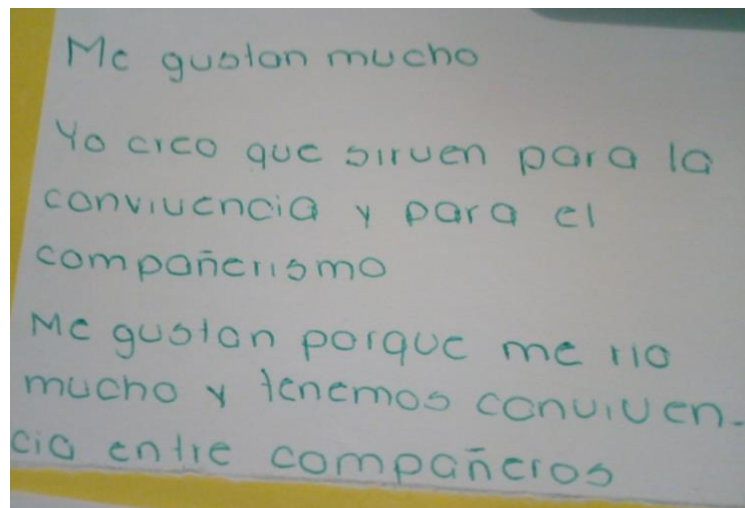 Me gustan mucho
Yo creo que sirven para la
convivencia y para el
compañerismo
Me gustan porque me rio
mucho y tenemos conviven-
cia entre compañeros